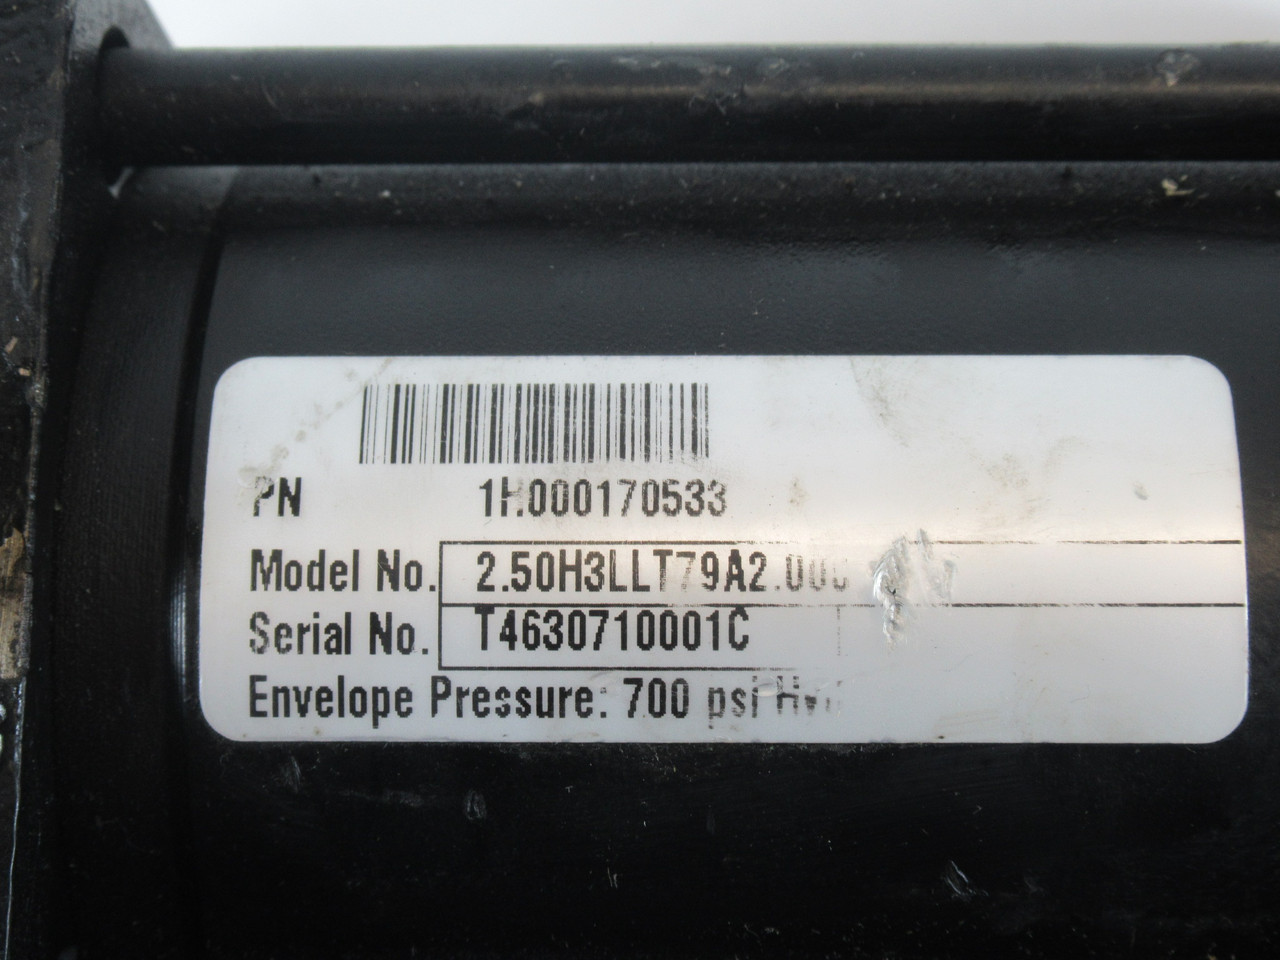 PN 1H000170533
Model No. 2.50H3LLT79A2.000
Serial No. T4630710001C
Envelope Pressure: 700 psi